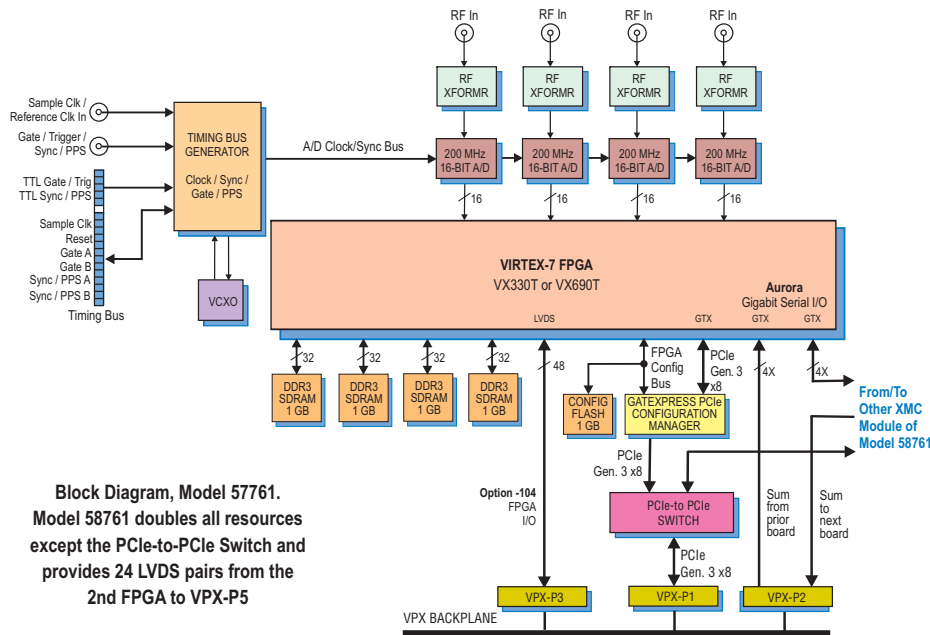 RF In
RF In
RF In
RF In
RF
XFORMR
RF
XFORMR
RF
XFORMR
RF
XFORMR
Sample Clk /
Reference Clk In
Gate / Trigger /
Sync / PPS
TTL Gate / Trig
TTL Sync / PPS
Sample Clk
Reset
Gate A
Gate B
Sync / PPS A
Sync / PPS B
Timing Bus
TIMING BUS
GENERATOR
Clock / Sync /
Gate / PPS
VCXO
A/D Clock/Sync Bus
200 MHz
16-BIT A/D
200 MHz
16-BIT A/D
200 MHz
16-BIT A/D
200 MHz
16-BIT A/D
16
16
16
16
VIRTEX-7 FPGA
VX330T or VX690T
Aurora
Gigabit Serial I/O
LVDS
GTX
GTX
GTX
32
32
32
32
48
FPGA
Config
Bus
PCIe
Gen. 3
x8
4X
4X
DDR3
SDRAM
1 GB
DDR3
SDRAM
1 GB
DDR3
SDRAM
1 GB
DDR3
SDRAM
1 GB
CONFIG
FLASH
1 GB
GATEXPRESS PCIe
CONFIGURATION
MANAGER
From/To
Other XMC
Module of
Model 58761
PCIe
Gen. 3 x8
Option -104
FPGA
I/O
PCIe-to PCIe
SWITCH
Sum
from
prior
board
Sum
to
next
board
PCIe
Gen. 3 x8
Block Diagram, Model 57761.
Model 58761 doubles all resources
except the PCIe-to-PCIe Switch and
provides 24 LVDS pairs from the
2nd FPGA to VPX-P5
VPX-P3
VPX-P1
VPX-P2
VPX BACKPLANE